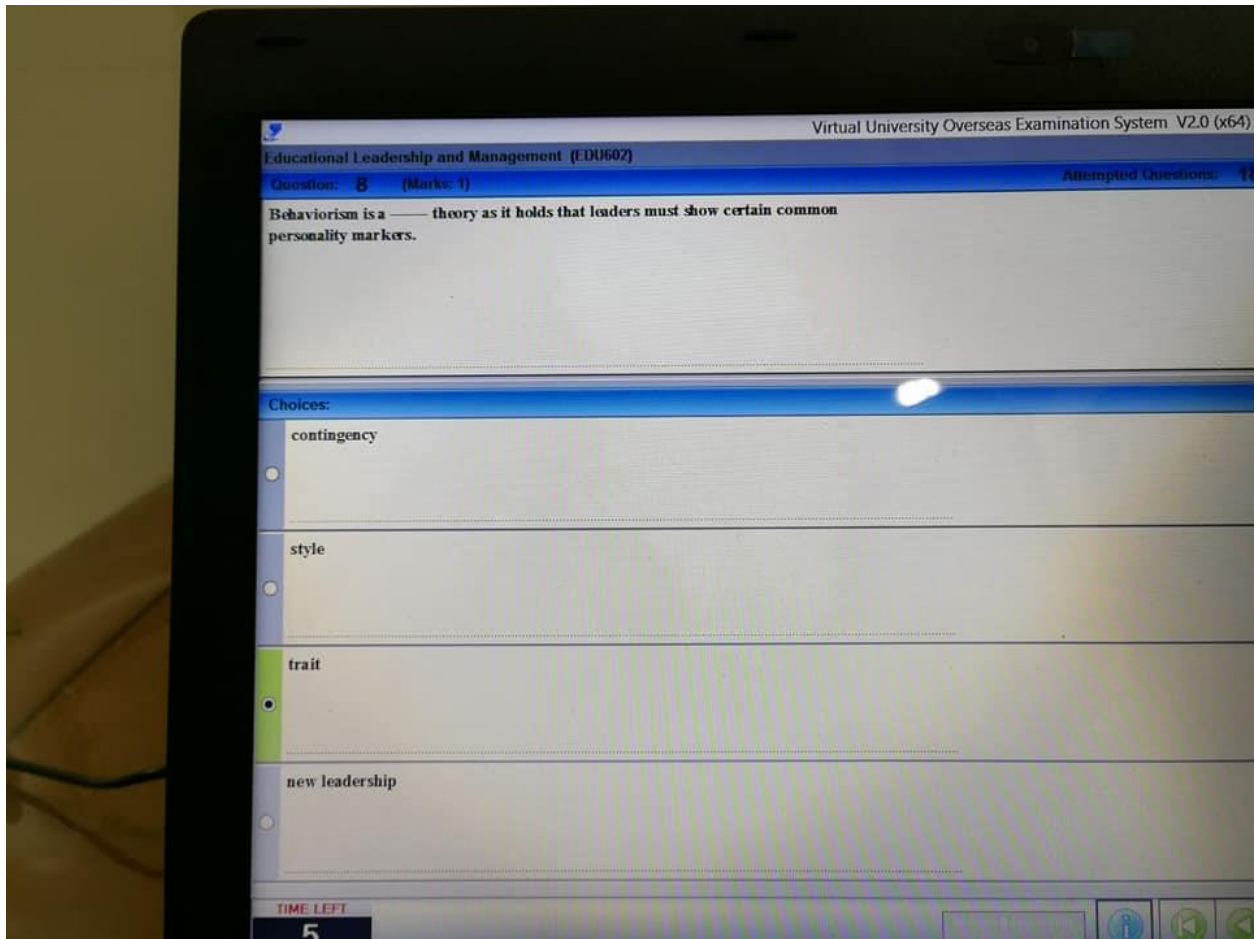 Virtual University Overseas Examination System V2.0 (x64)
Educational Leadership and Management (EDU602)
Question: 8 (Marks: 1) Attempted Questions:
Behaviorism is a —— theory as it holds that leaders must show certain common
personality markers.
Choices:
contingency
style
trait
new leadership
TIME LEFT
5